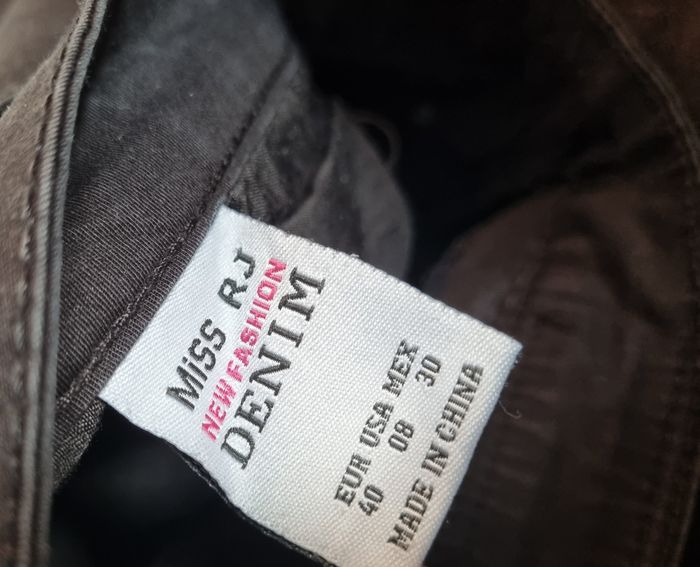 MiSS RJ
NEW FASHION
DENIM
EUR USA MEX
40 08 30
MADE IN CHINA